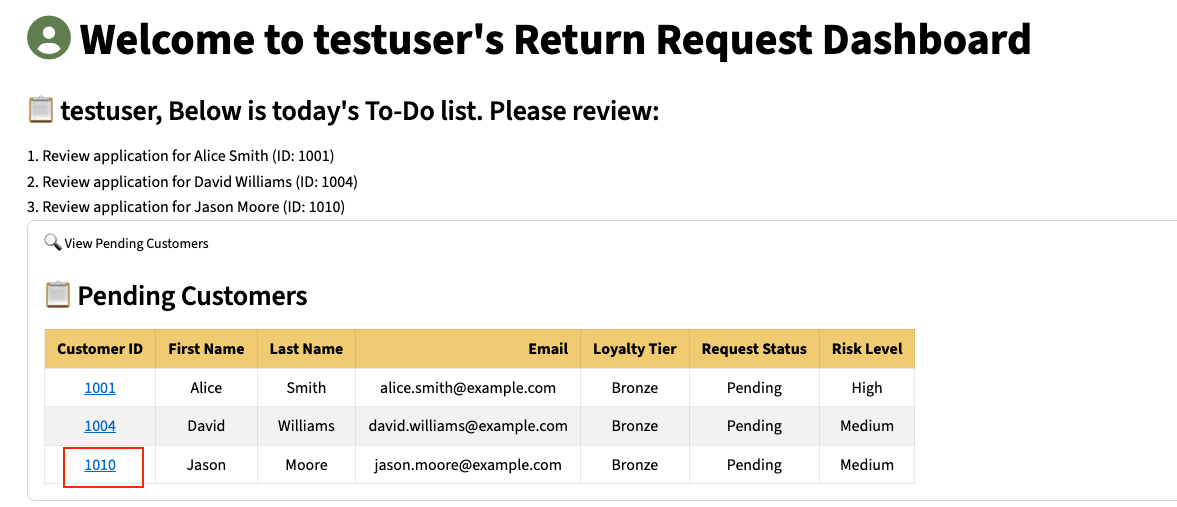 Welcome to testuser's Return Request Dashboard
testuser, Below is today's To-Do list. Please review:
1. Review application for Alice Smith (ID: 1001)
2. Review application for David Williams (ID: 1004)
3. Review application for Jason Moore (ID: 1010)
View Pending Customers
Pending Customers
Customer ID First Name Last Name Email Loyalty Tier Request Status Risk Level
1001 Alice Smith alice.smith@example.com Bronze Pending High
1004 David Williams david.williams@example.com Bronze Pending Medium
1010 Jason Moore jason.moore@example.com Bronze Pending Medium